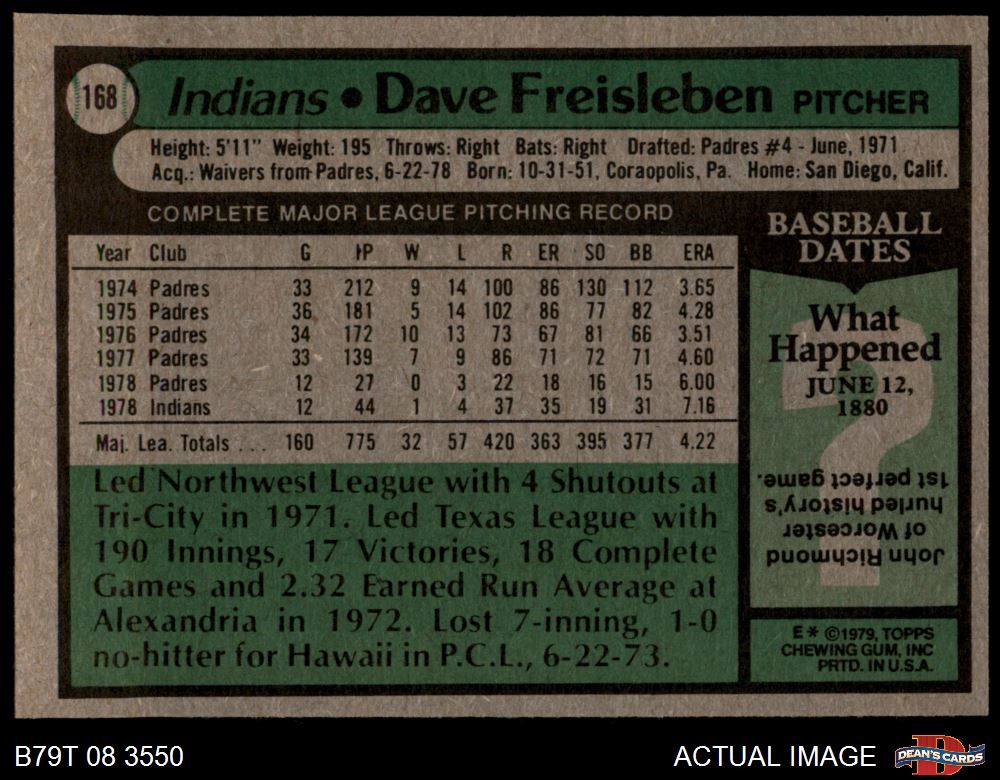 168 Indians • Dave Freisleben PITCHER
Height: 5'11" Weight: 195 Throws: Right Bats: Right Drafted: Padres #4 - June, 1971
Acq.: Waivers from Padres, 6-22-78 Born: 10-31-51, Coraopolis, Pa. Home: San Diego, Calif.
COMPLETE MAJOR LEAGUE PITCHING RECORD
Year Club G IP W L R ER SO BB ERA
1974 Padres 33 212 9 14 100 86 130 112 3.65
1975 Padres 36 181 5 14 102 86 77 82 4.28
1976 Padres 34 172 10 13 73 67 81 66 3.51
1977 Padres 33 139 7 9 86 71 72 71 4.60
1978 Padres 12 27 0 3 22 18 16 15 6.00
1978 Indians 12 44 1 4 37 35 19 31 7.16
Maj. Lea. Totals ... 160 775 32 57 420 363 395 377 4.22
Led Northwest League with 4 Shutouts at
Tri-City in 1971. Led Texas League with
190 Innings, 17 Victories, 18 Complete
Games and 2.32 Earned Run Average at
Alexandria in 1972. Lost 7-inning, 1-0
no-hitter for Hawaii in P.C.L., 6-22-73.
BASEBALL
DATES
What
Happened
JUNE 12,
1880
?
John Richmond
of Worcester
hurled history's
1st perfect game.
E* ©1979, TOPPS
CHEWING GUM, INC
PRTD. IN U.S.A.
B79T 08 3550
ACTUAL IMAGE
D
DEAN'S CARDS